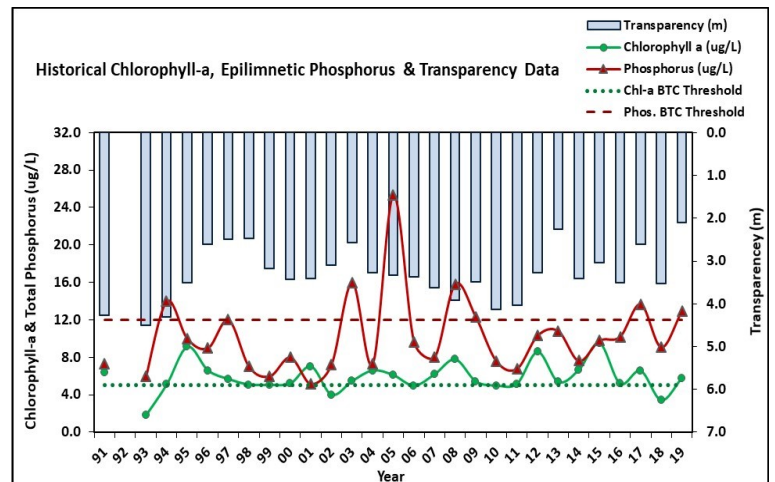 Transparency (m)
Chlorophyll a (ug/L)
Historical Chlorophyll-a, Epilimnetic Phosphorus & Transparency Data
Phosphorus (ug/L)
Chl-a BTC Threshold
Phos. BTC Threshold
32.0
28.0
24.0
20.0
16.0
12.0
8.0
4.0
0.0
Chlorophyll-a & Total Phosphorus (ug/L)
0.0
1.0
2.0
3.0
4.0
5.0
6.0
7.0
Transparencey (m)
91 92 93 94 95 96 97 98 99 00 01 02 03 04 05 06 07 08 09 10 11 12 13 14 15 16 17 18 19
Year